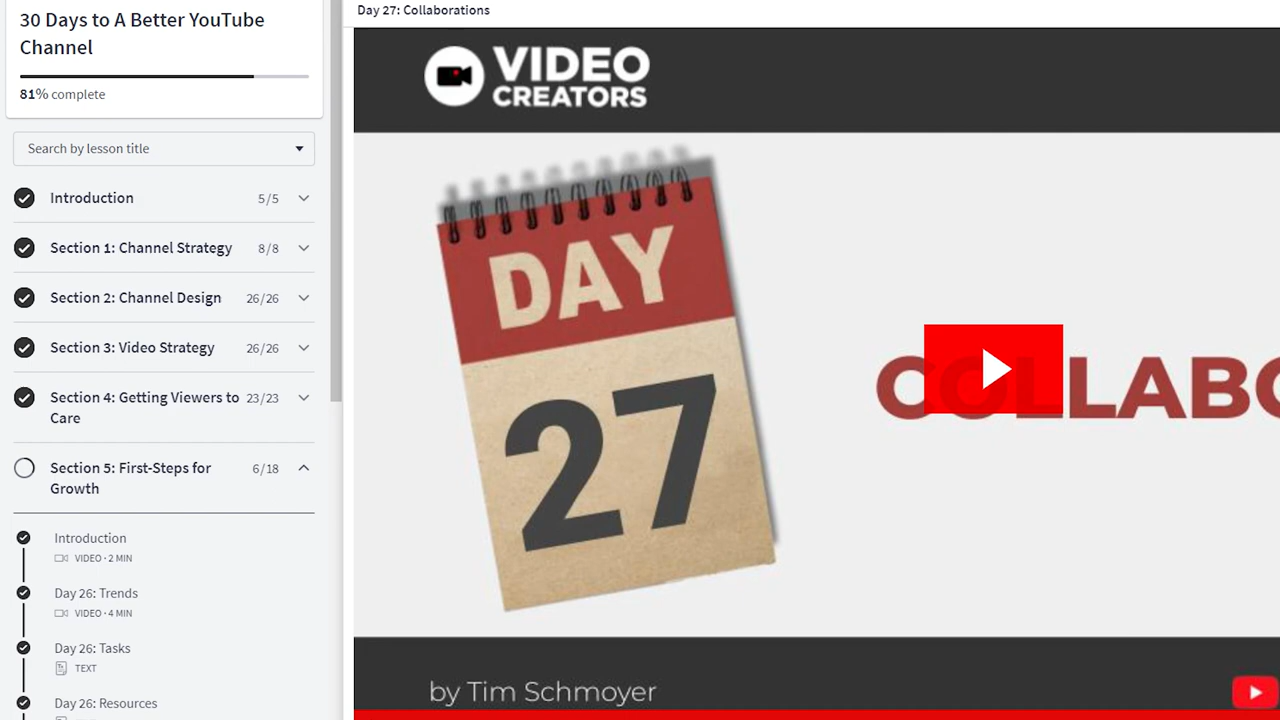 30 Days to A Better YouTube
Channel
81% complete
Search by lesson title
Introduction 5/5
Section 1: Channel Strategy 8/8
Section 2: Channel Design 26/26
Section 3: Video Strategy 26/26
Section 4: Getting Viewers to 23/23
Care
Section 5: First-Steps for 6/18
Growth
Introduction
VIDEO · 2 MIN
Day 26: Trends
VIDEO · 4 MIN
Day 26: Tasks
TEXT
Day 26: Resources
Day 27: Collaborations
VIDEO
CREATORS
DAY
27
COLLABO
by Tim Schmoyer